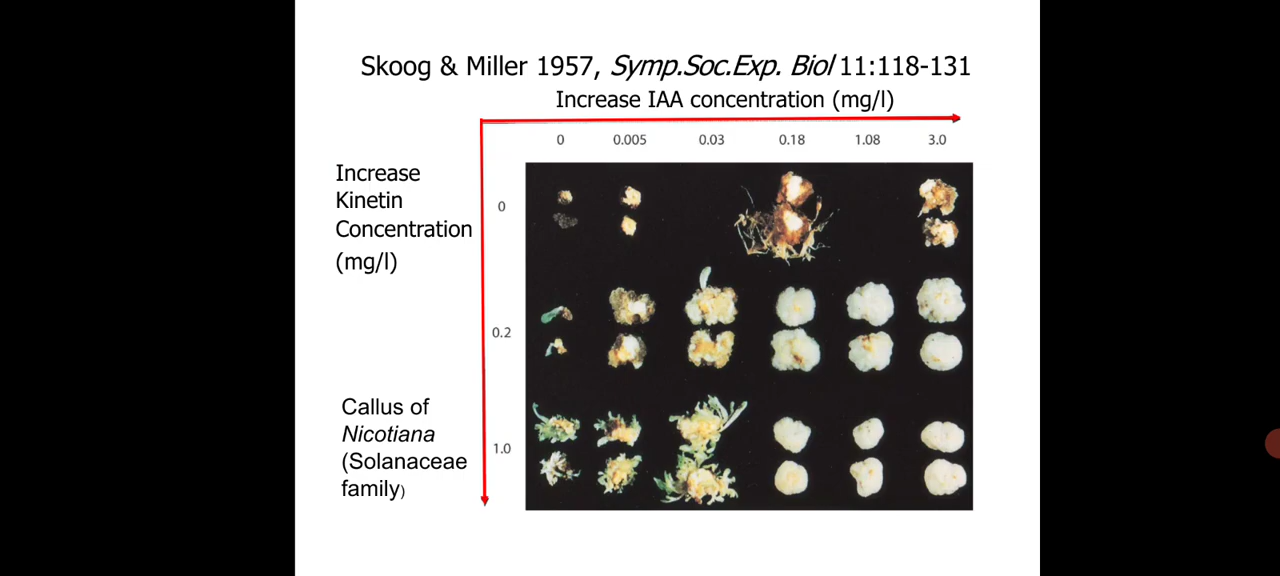 Skoog & Miller 1957, Symp.Soc.Exp. Biol 11:118-131
Increase IAA concentration (mg/l)
0 0.005 0.03 0.18 1.08 3.0
Increase
Kinetin
Concentration
(mg/l)
0
0.2
1.0
Callus of
Nicotiana
(Solanaceae
family)